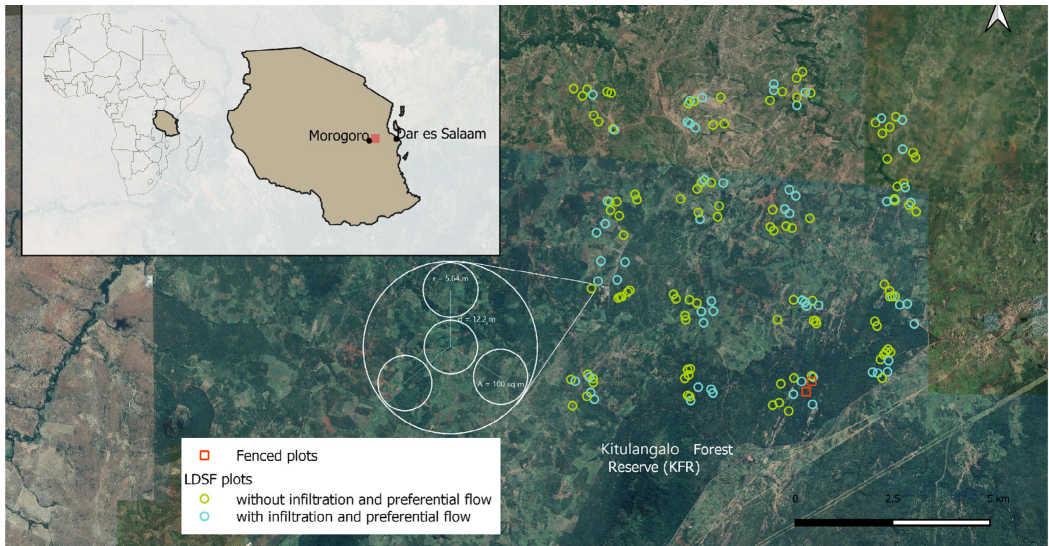 Morogoro
Dar es Salaam
r = 5.64 m
d = 12.2 m
A = 100 sq m
Kitulangalo Forest
Reserve (KFR)
Fenced plots
LDSF plots
without infiltration and preferential flow
with infiltration and preferential flow
0 2.5 5 km